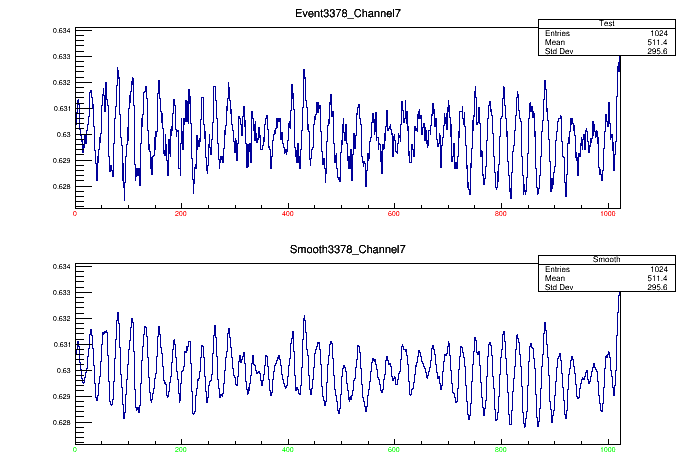 Event3378_Channel7
Test
Entries 1024
Mean 511.4
Std Dev 295.6
0.634
0.633
0.632
0.631
0.63
0.629
0.628
0 200 400 600 800 1000
Smooth3378_Channel7
Smooth
Entries 1024
Mean 511.4
Std Dev 295.6
0.634
0.633
0.632
0.631
0.63
0.629
0.628
0 200 400 600 800 1000